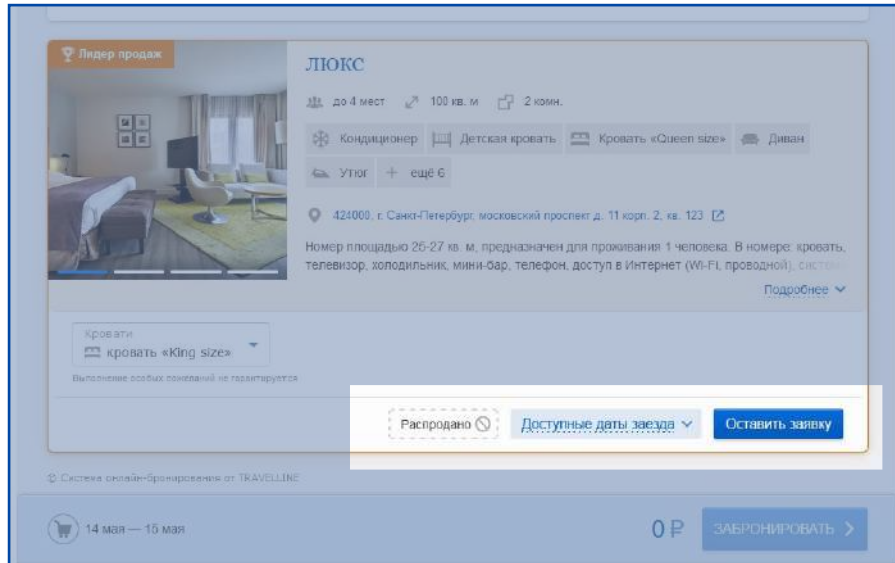 Лидер продаж
ЛЮКС
до 4 мест 100 кв. м 2 комн.
Кондиционер Детская кровать Кровать «Queen size» Диван
Утюг + ещё 6
424000, г. Санкт-Петербург, московский проспект д. 11 корп. 2, кв. 123
Номер площадью 25-27 кв. м, предназначен для проживания 1 человека. В номере: кровать,
телевизор, холодильник, мини-бар, телефон, доступ в Интернет (Wi-Fi, проводной), систем
Подробнее
Кровати
кровать «King size»
Выполнение особых пожеланий не гарантируется
Распродано Доступные даты заезда Оставить заявку
© Система онлайн-бронирования от TRAVELLINE
14 мая — 15 мая 0 ₽ ЗАБРОНИРОВАТЬ